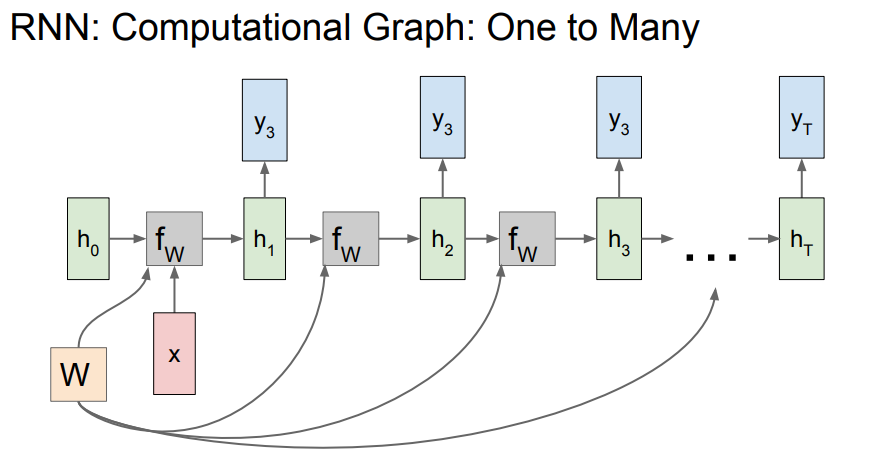 RNN: Computational Graph: One to Many
y3 y3 y3 yT
h0 fW h1 fW h2 fW h3 ... hT
x
W